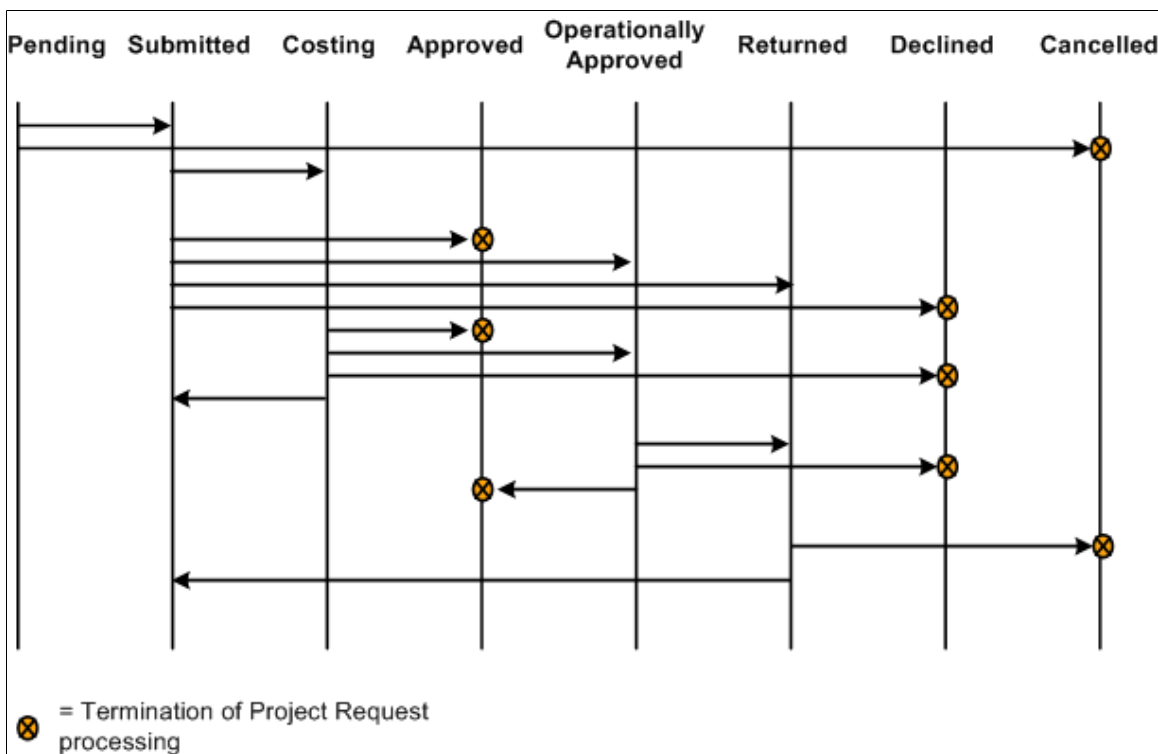 Pending Submitted Costing Approved Operationally Approved Returned Declined Cancelled
= Termination of Project Request
processing